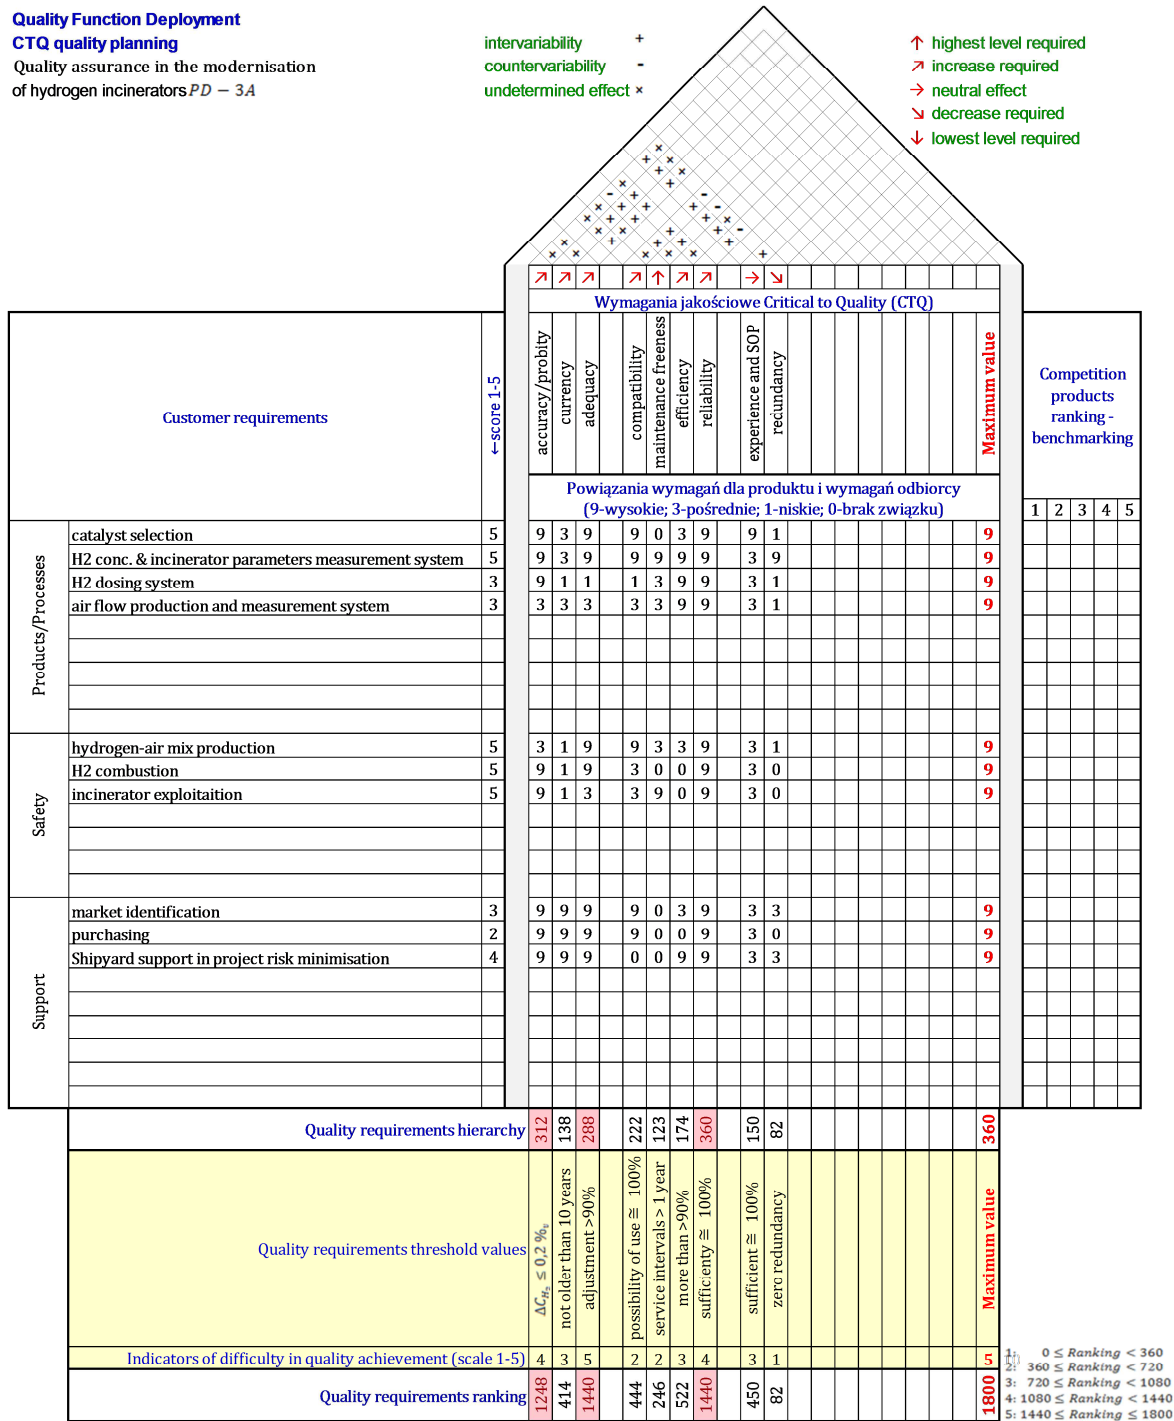 Quality Function Deployment
CTQ quality planning
Quality assurance in the modernisation
of hydrogen incinerators PD − 3A
intervariability +
countervariability -
undetermined effect ×
↑ highest level required
↗ increase required
→ neutral effect
↘ decrease required
↓ lowest level required
↗ ↗ ↗ ↗ ↑ ↗ ↗ → ↘
Wymagania jakościowe Critical to Quality (CTQ)
Customer requirements
←score 1-5
accuracy/probity
currency
adequacy
compatibility
maintenance freeness
efficiency
reliability
experience and SOP
redundancy
Maximum value
Competition
products
ranking -
benchmarking
Powiązania wymagań dla produktu i wymagań odbiorcy
(9-wysokie; 3-pośrednie; 1-niskie; 0-brak związku)
1 2 3 4 5
Products/Processes
catalyst selection 5 9 3 9 9 0 3 9 9 1 9
H2 conc. & incinerator parameters measurement system 5 9 3 9 9 9 9 9 3 9 9
H2 dosing system 3 9 1 1 1 3 9 9 3 1 9
air flow production and measurement system 3 3 3 3 3 3 9 9 3 1 9
Safety
hydrogen-air mix production 5 3 1 9 9 3 3 9 3 1 9
H2 combustion 5 9 1 9 3 0 0 9 3 0 9
incinerator exploitaition 5 9 1 3 3 9 0 9 3 0 9
Support
market identification 3 9 9 9 9 0 3 9 3 3 9
purchasing 2 9 9 9 9 0 0 9 3 0 9
Shipyard support in project risk minimisation 4 9 9 9 0 0 9 9 3 3 9
Quality requirements hierarchy 312 138 288 222 123 174 360 150 82 360
Quality requirements threshold values
ΔC_H₂ ≤ 0,2 %ᵥ
not older than 10 years
adjustment >90%
possibility of use ≅ 100%
service intervals > 1 year
more than >90%
sufficienty ≅ 100%
sufficient ≅ 100%
zero redundancy
Maximum value
Indicators of difficulty in quality achievement (scale 1-5) 4 3 5 2 2 3 4 3 1 5
Quality requirements ranking 1248 414 1440 444 246 522 1440 450 82 1800
1: 0 ≤ Ranking < 360
2: 360 ≤ Ranking < 720
3: 720 ≤ Ranking < 1080
4: 1080 ≤ Ranking < 1440
5: 1440 ≤ Ranking ≤ 1800